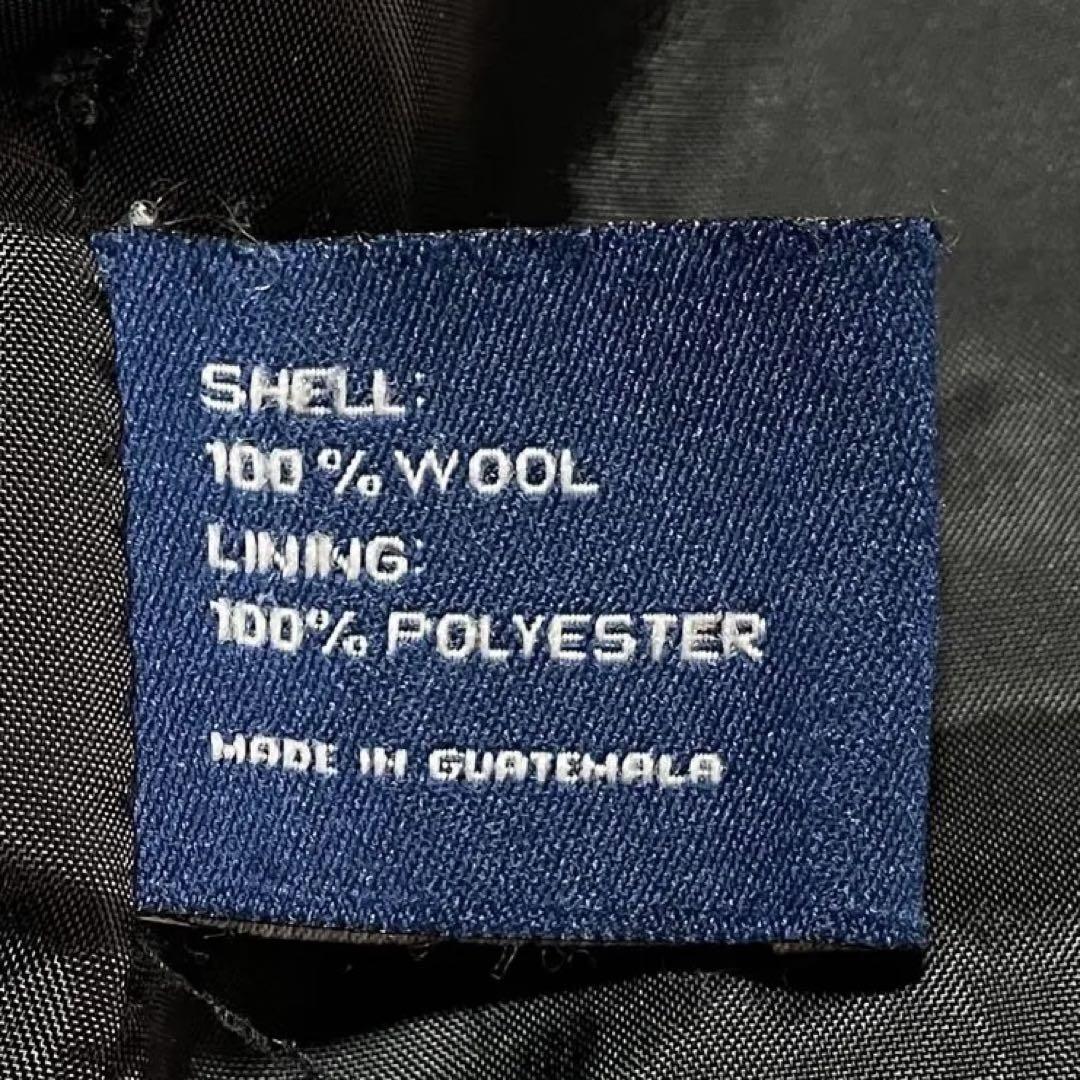 SHELL:
100% WOOL
LINING:
100% POLYESTER
MADE IN GUATEMALA